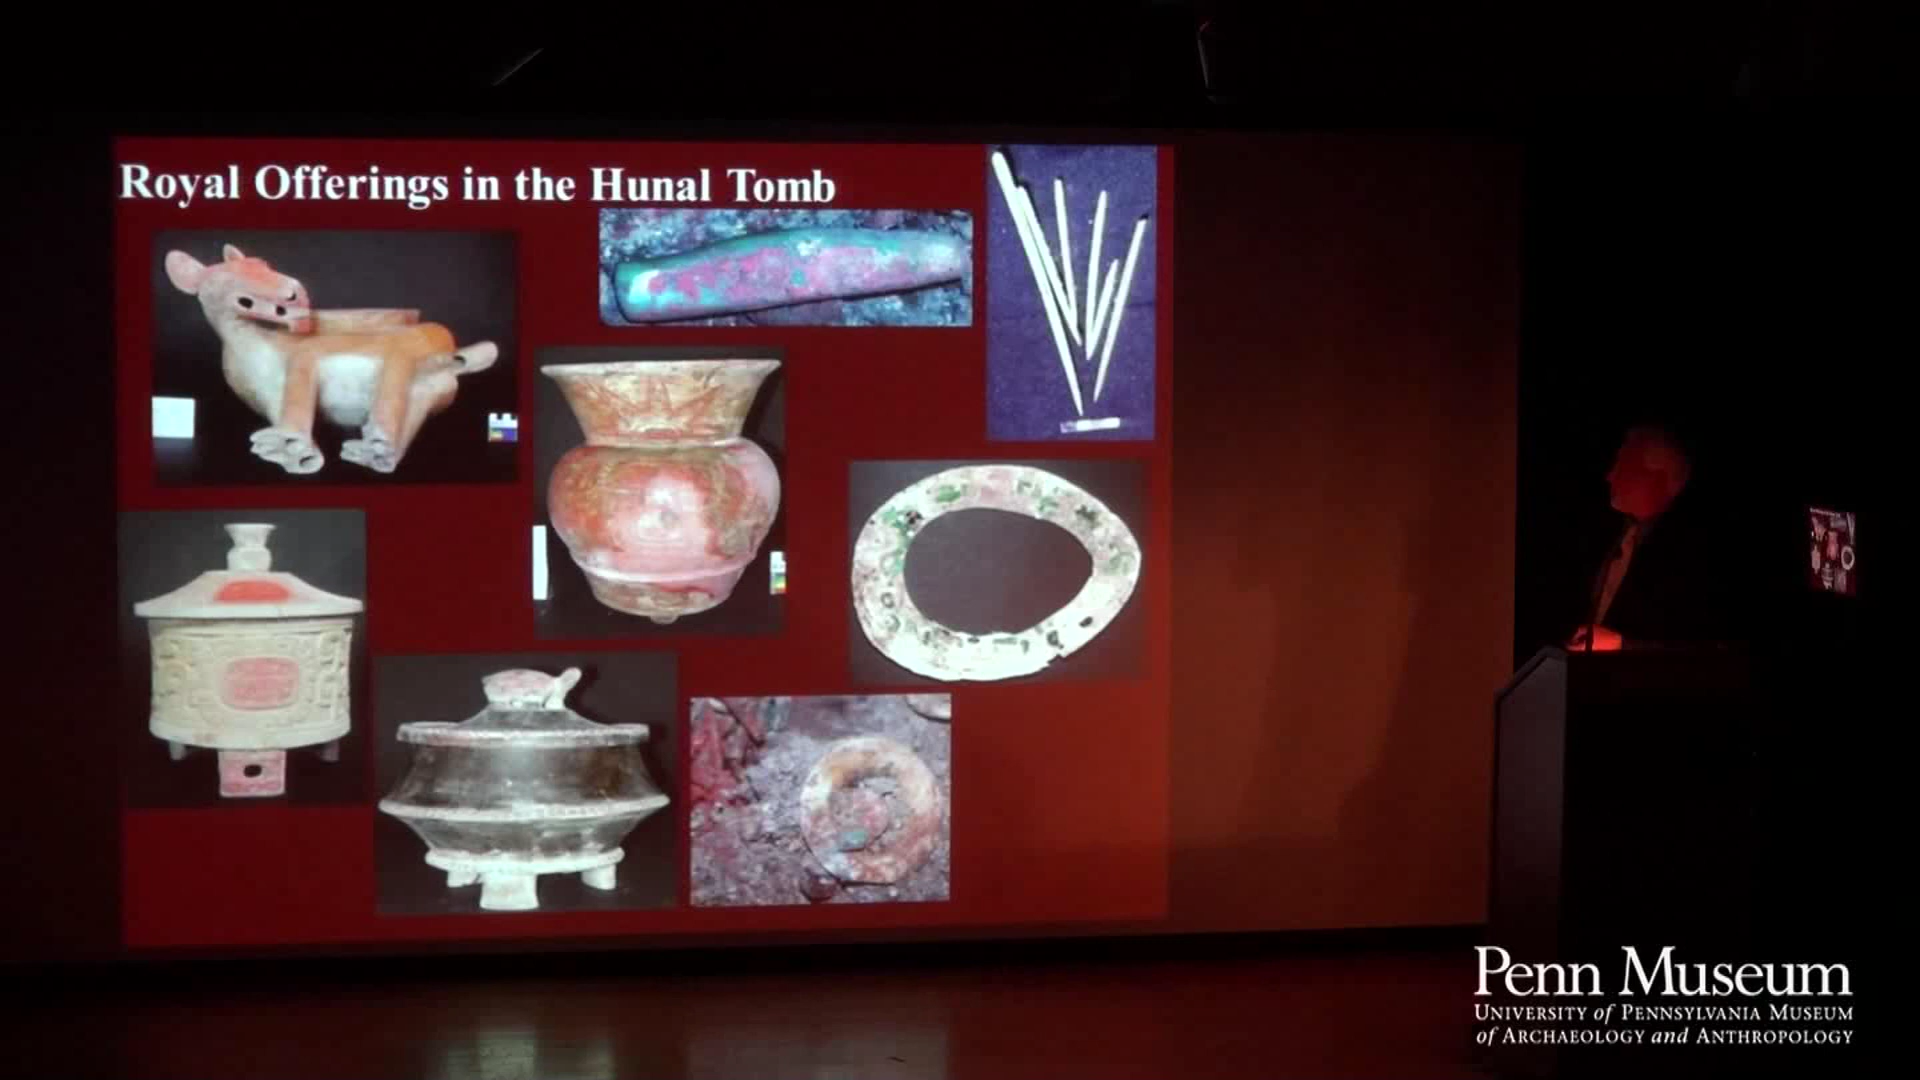 Royal Offerings in the Hunal Tomb
Penn Museum
University of Pennsylvania Museum
of Archaeology and Anthropology